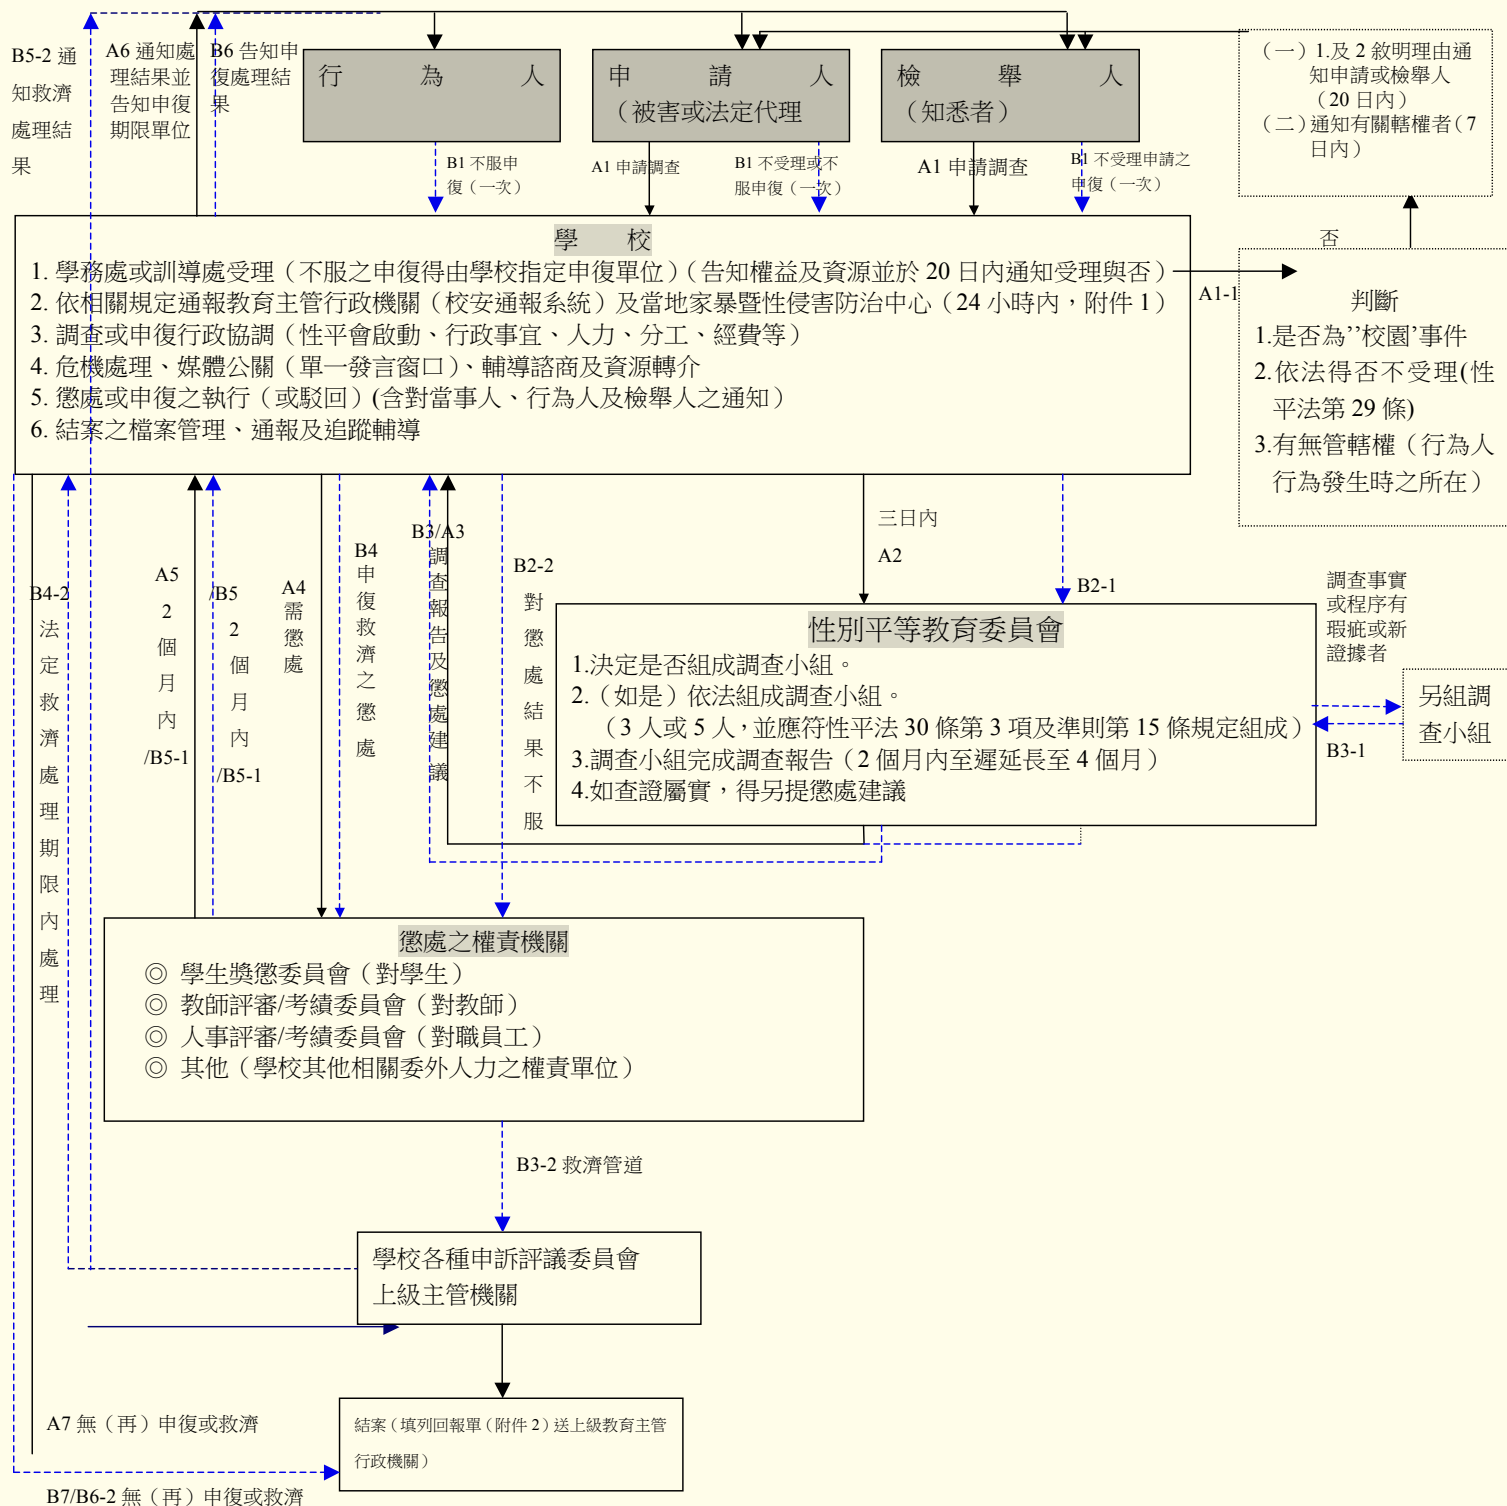 B5-2 通
知救濟
處理結
果
A6 通知處
理結果並
告知申復
期限單位
B6 告知申
復處理結
果
行 為 人
申 請 人
（被害或法定代理
檢 舉 人
（知悉者）
（一）1.及 2 敘明理由通
知申請或檢舉人
（20 日內）
（二）通知有關轄權者（7
日內）
B1 不服申
復（一次）
A1 申請調查
B1 不受理或不
服申復（一次）
A1 申請調查
B1 不受理申請之
申復（一次）
學 校
1. 學務處或訓導處受理（不服之申復得由學校指定申復單位）（告知權益及資源並於 20 日內通知受理與否）
2. 依相關規定通報教育主管行政機關（校安通報系統）及當地家暴暨性侵害防治中心（24 小時內，附件 1）
3. 調查或申復行政協調（性平會啟動、行政事宜、人力、分工、經費等）
4. 危機處理、媒體公關（單一發言窗口）、輔導諮商及資源轉介
5. 懲處或申復之執行（或駁回）(含對當事人、行為人及檢舉人之通知）
6. 結案之檔案管理、通報及追蹤輔導
A1-1
否
判斷
1.是否為’’校園’事件
2.依法得否不受理(性
平法第 29 條)
3.有無管轄權（行為人
行為發生時之所在）
B4-2
法
定
救
濟
處
理
期
限
內
處
理
A5
2
個
月
內
/B5-1
/B5
2
個
月
內
/B5-1
A4
需
懲
處
B4
申
復
救
濟
之
懲
處
B3/A3
調
查
報
告
及
懲
處
建
議
B2-2
對
懲
處
結
果
不
服
三日內
A2
B2-1
調查事實
或程序有
瑕疵或新
證據者
性別平等教育委員會
1.決定是否組成調查小組。
2.（如是）依法組成調查小組。
（3 人或 5 人，並應符性平法 30 條第 3 項及準則第 15 條規定組成）
3.調查小組完成調查報告（2 個月內至遲延長至 4 個月）
4.如查證屬實，得另提懲處建議
另組調
查小組
B3-1
懲處之權責機關
◎ 學生獎懲委員會（對學生）
◎ 教師評審/考績委員會（對教師）
◎ 人事評審/考績委員會（對職員工）
◎ 其他（學校其他相關委外人力之權責單位）
B3-2 救濟管道
學校各種申訴評議委員會
上級主管機關
A7 無（再）申復或救濟
結案（填列回報單（附件 2）送上級教育主管
行政機關）
B7/B6-2 無（再）申復或救濟